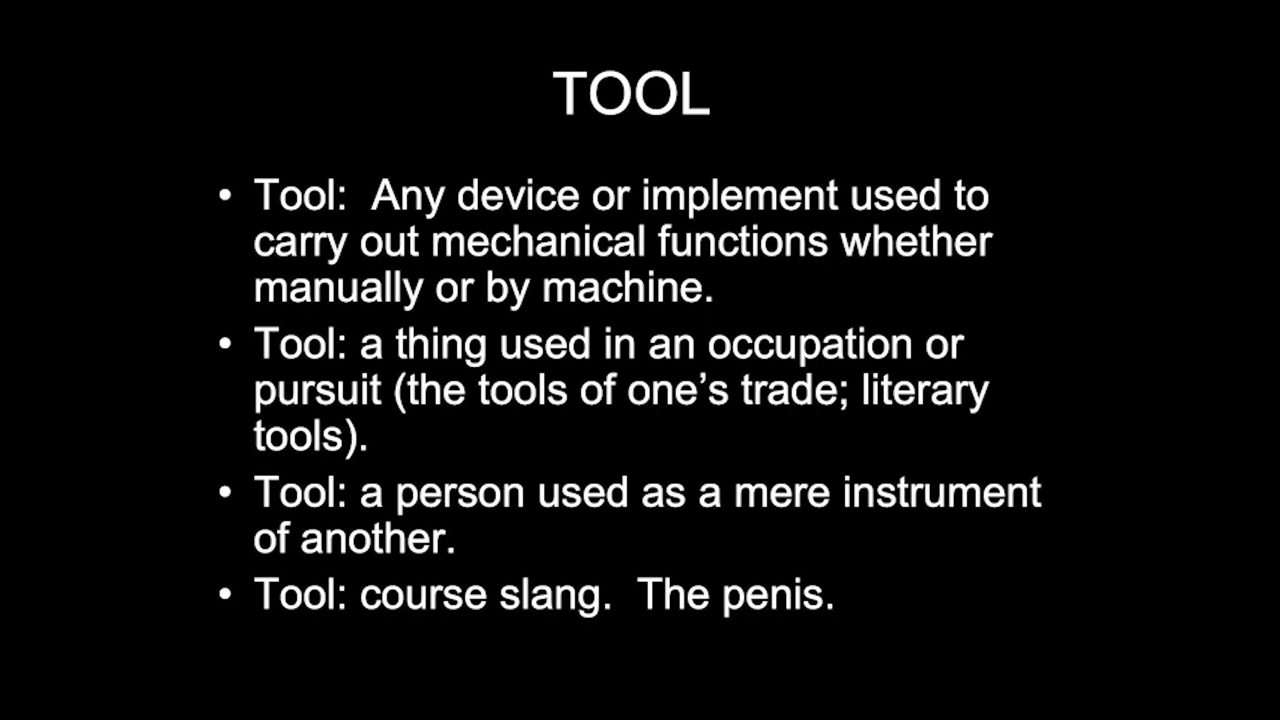 TOOL
• Tool:  Any device or implement used to
carry out mechanical functions whether
manually or by machine.
• Tool: a thing used in an occupation or
pursuit (the tools of one’s trade; literary
tools).
• Tool: a person used as a mere instrument
of another.
• Tool: course slang.  The penis.